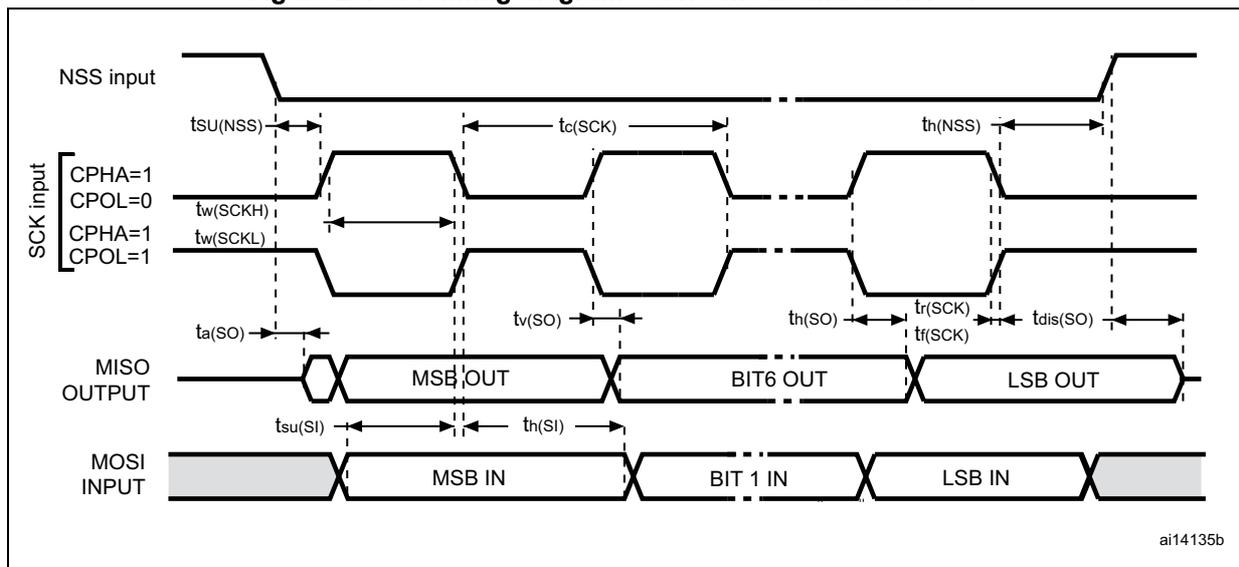 NSS input
tSU(NSS)
tc(SCK)
th(NSS)
SCK input
CPHA=1
CPOL=0
tw(SCKH)
CPHA=1
tw(SCKL)
CPOL=1
ta(SO)
tv(SO)
th(SO)
tr(SCK)
tf(SCK)
tdis(SO)
MISO
OUTPUT
MSB OUT
BIT6 OUT
LSB OUT
tsu(SI)
th(SI)
MOSI
INPUT
MSB IN
BIT 1 IN
LSB IN
ai14135b